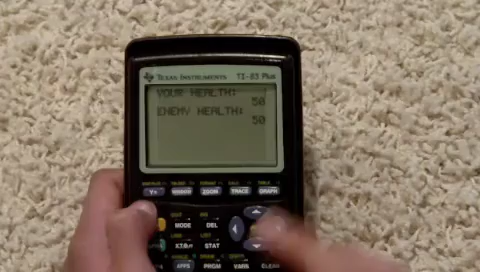 TEXAS INSTRUMENTS TI-83 Plus
YOUR HEALTH:
50
ENEMY HEALTH:
50
Y= WINDOW ZOOM TRACE GRAPH
MODE DEL
X,T,θ,n STAT
APPS PRGM VARS CLEAR